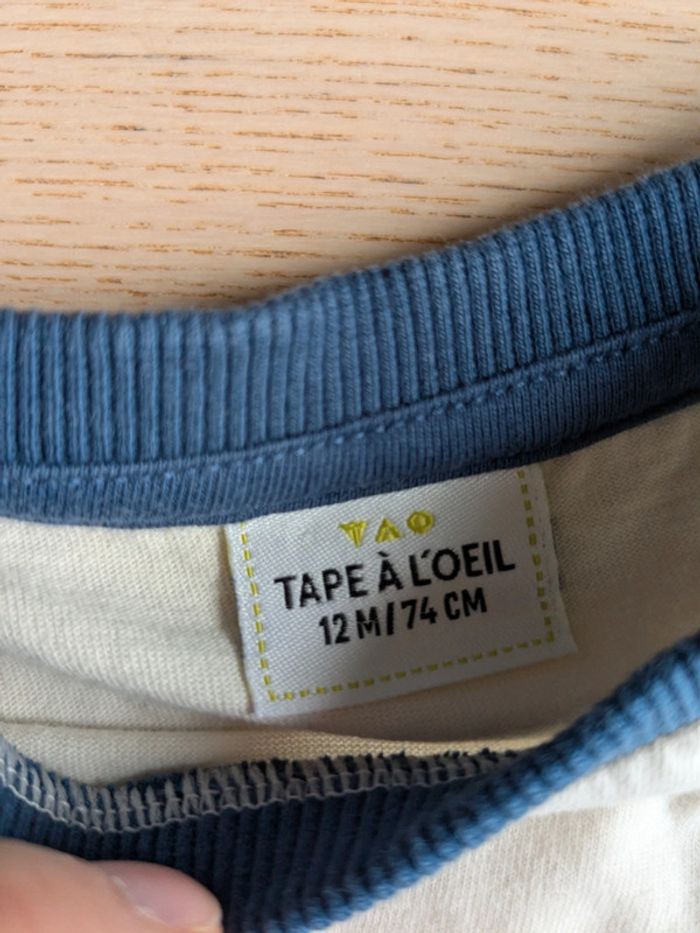 TAO
TAPE À L'OEIL
12 M/74 CM